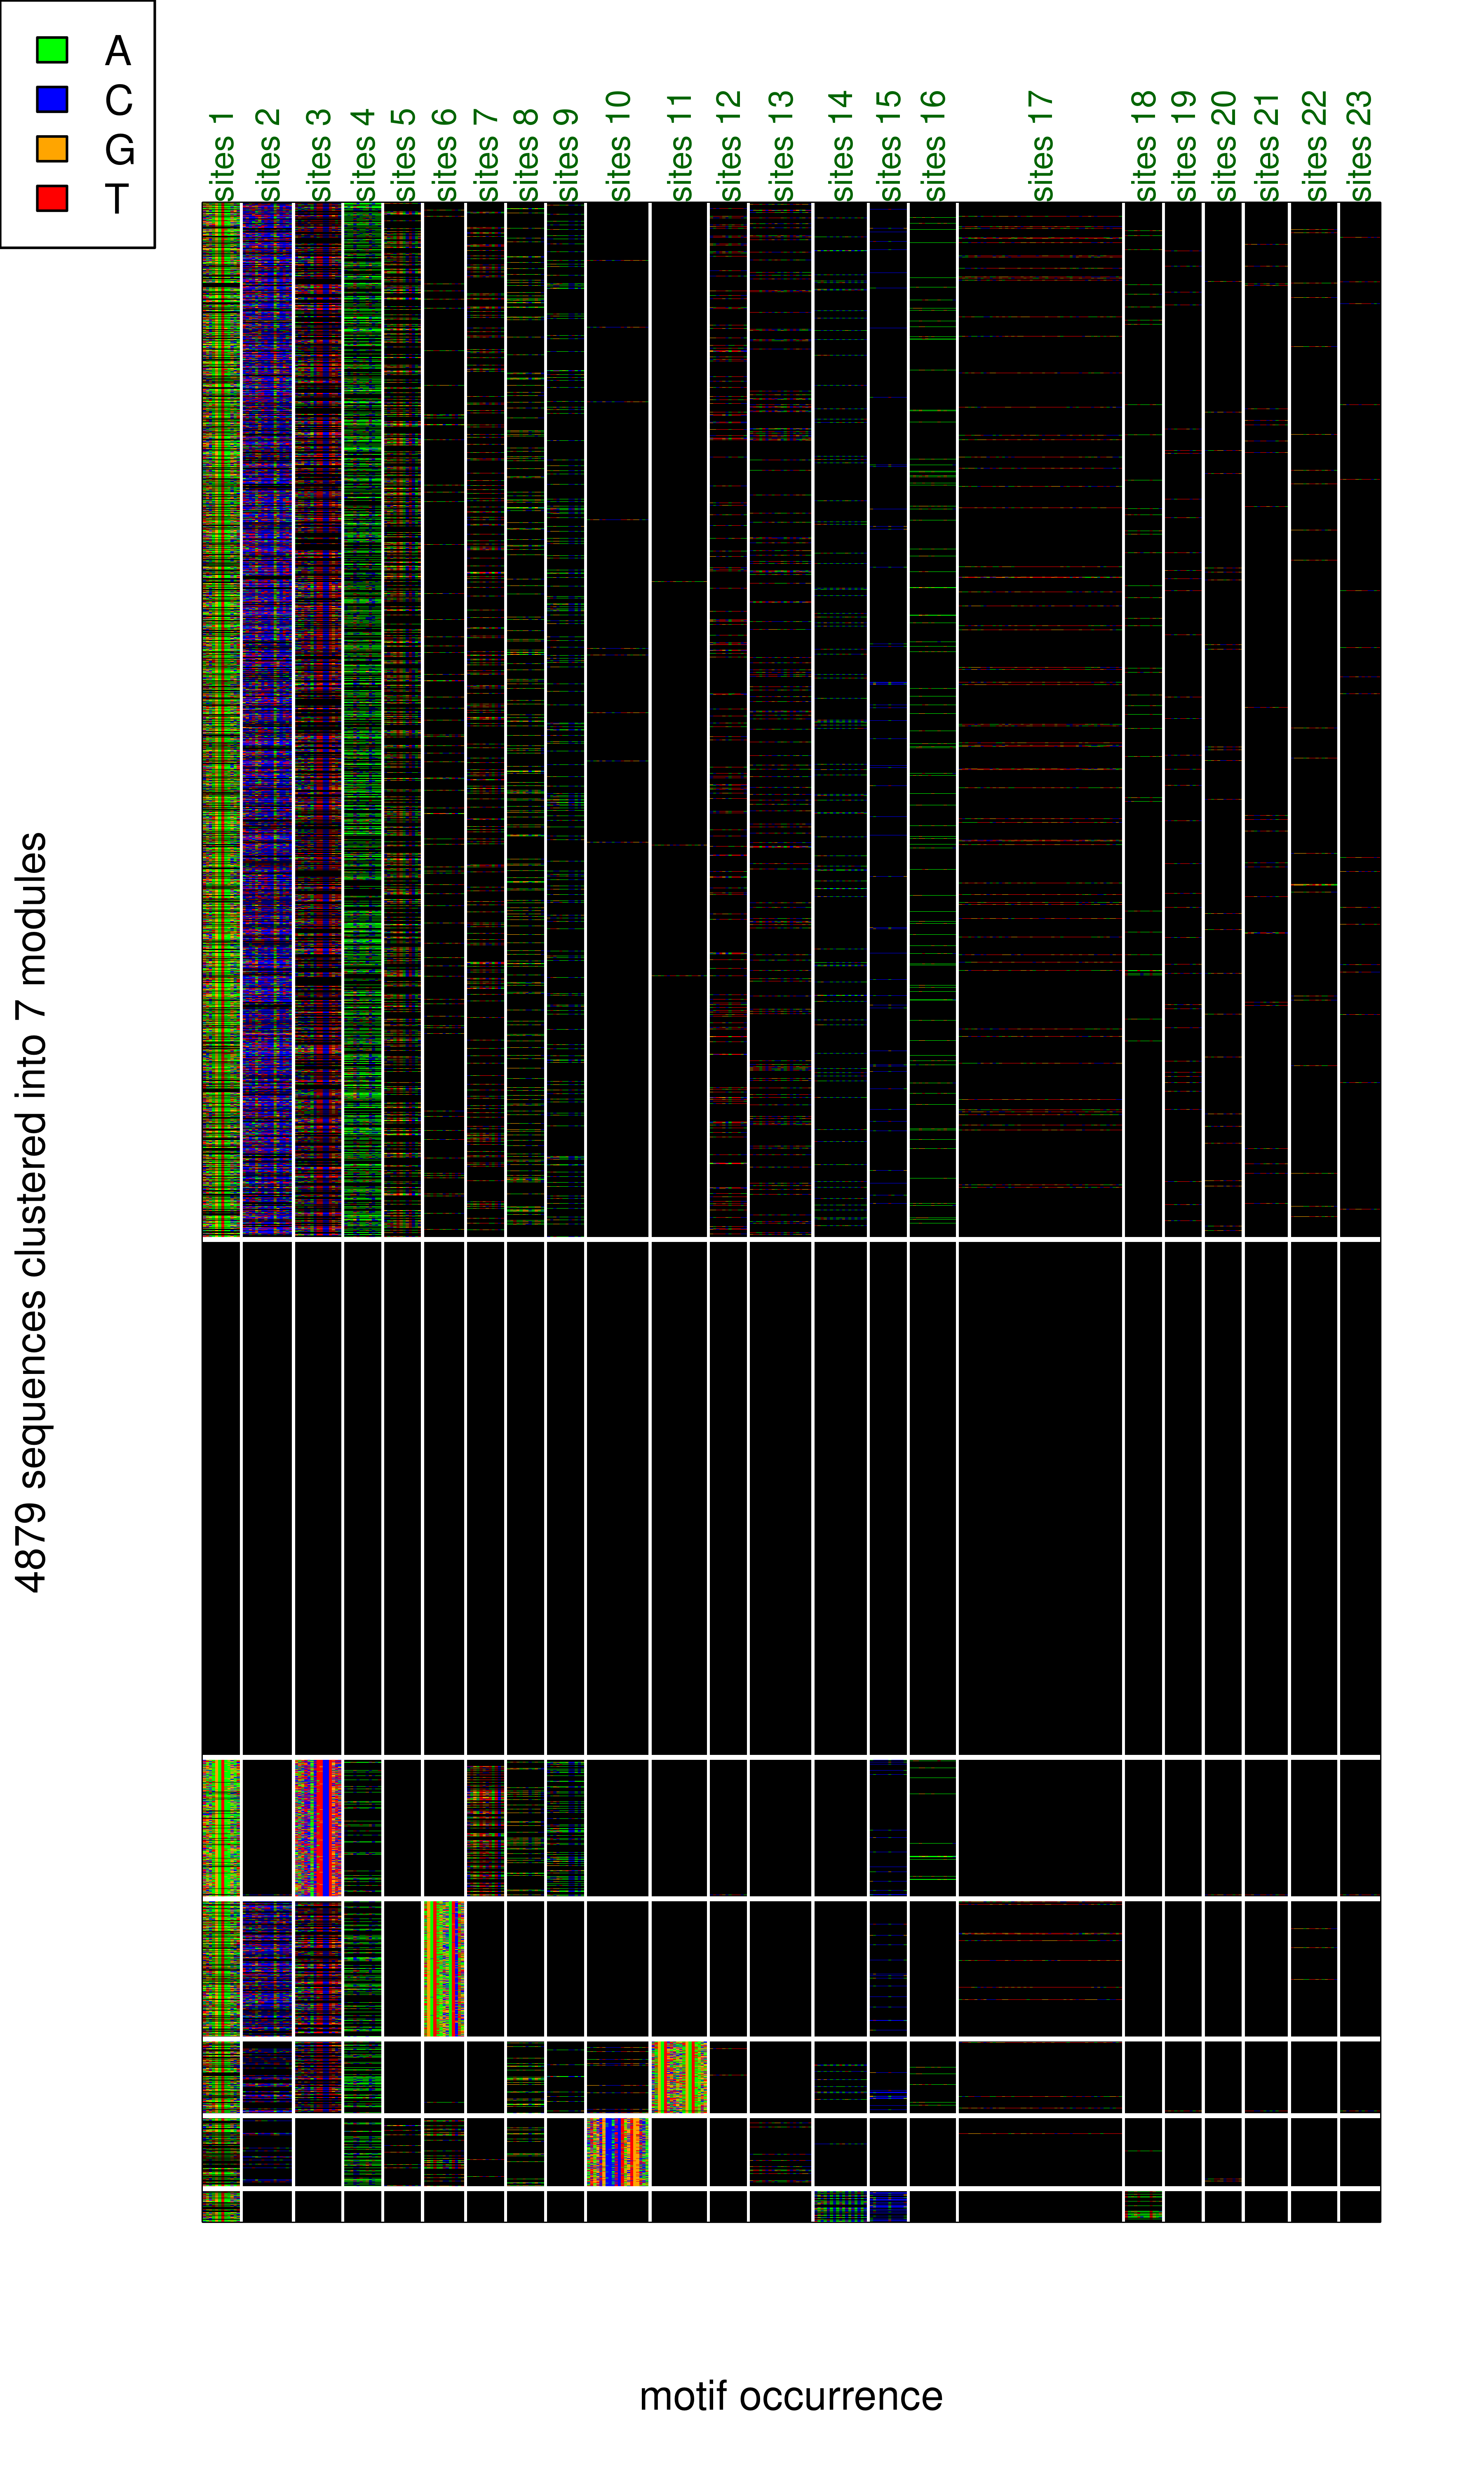 A
C
G
T
sites 1
sites 2
sites 3
sites 4
sites 5
sites 6
sites 7
sites 8
sites 9
sites 10
sites 11
sites 12
sites 13
sites 14
sites 15
sites 16
sites 17
sites 18
sites 19
sites 20
sites 21
sites 22
sites 23
4879 sequences clustered into 7 modules
motif occurrence